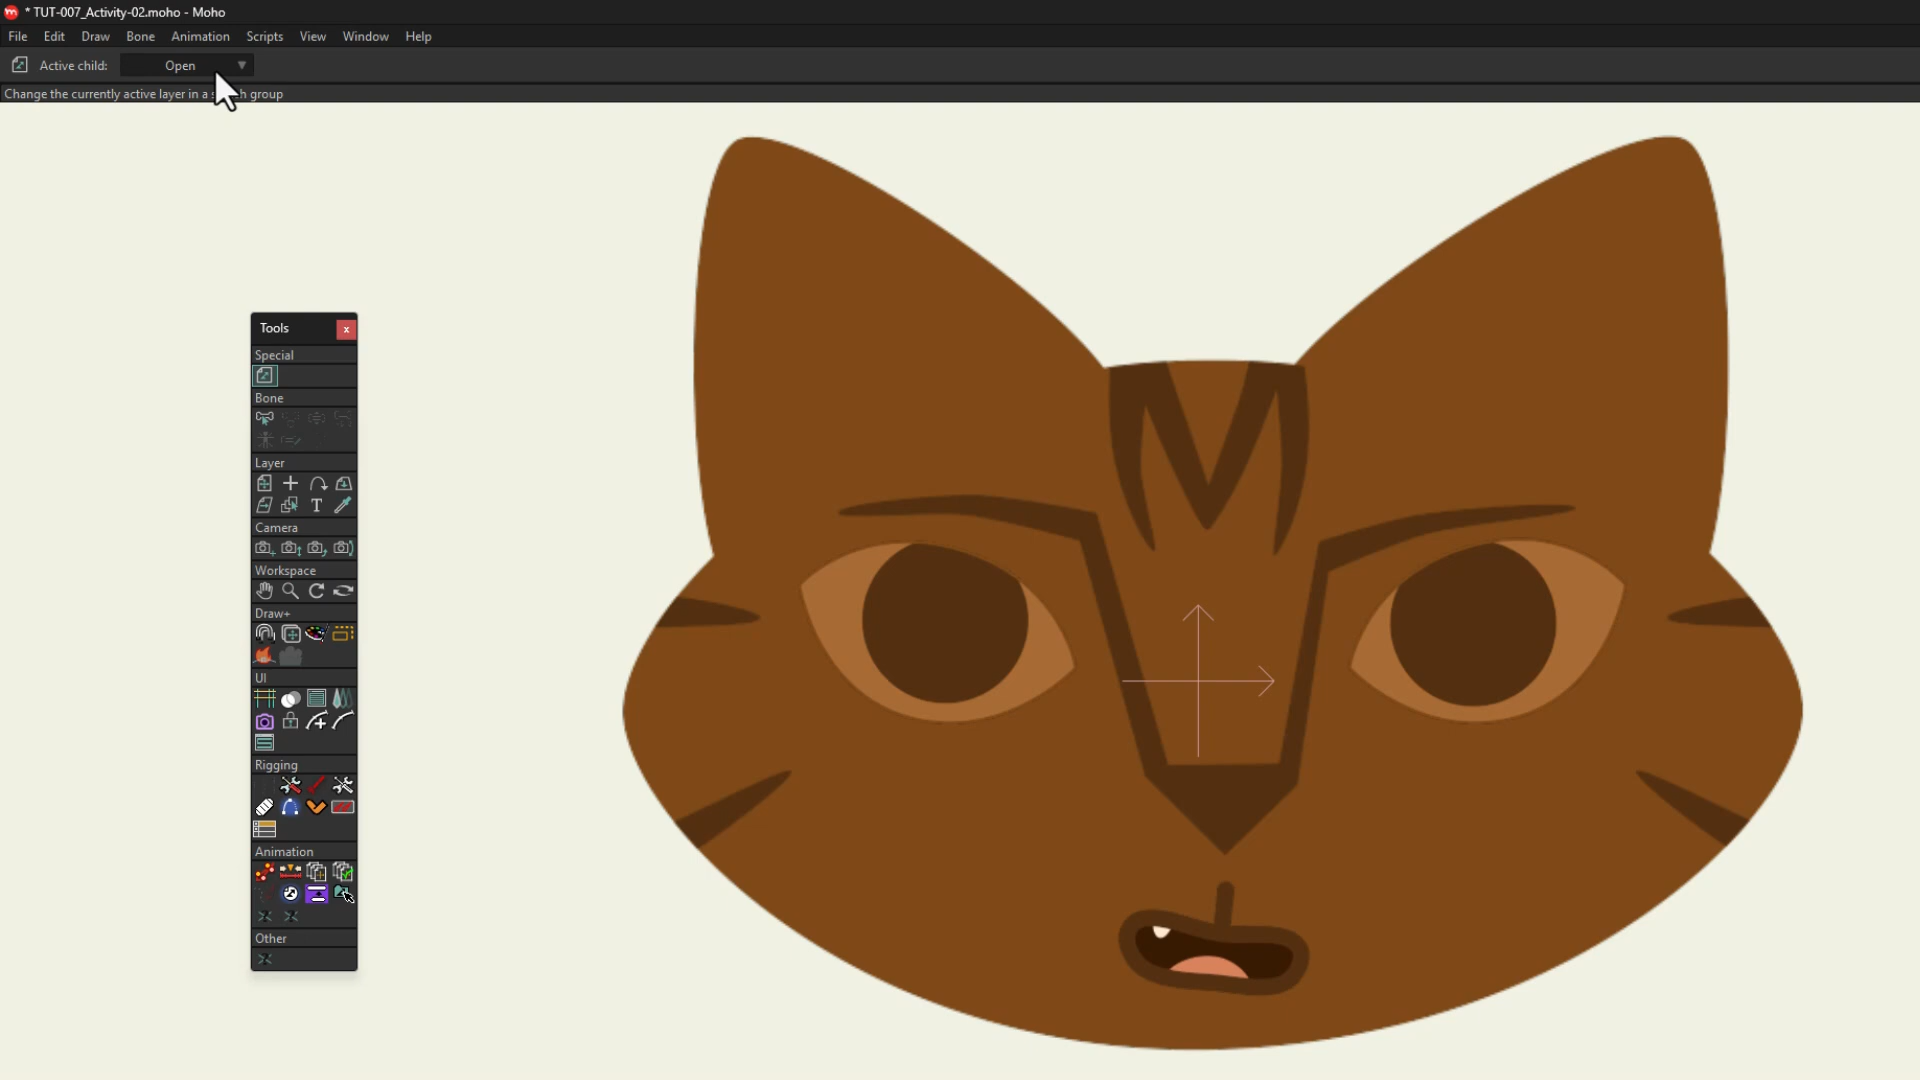 * TUT-007_Activity-02.moho - Moho
File Edit Draw Bone Animation Scripts View Window Help
Active child: Open
Change the currently active layer in a group
Tools
Special
Bone
Layer
T
Camera
Workspace
Draw+
UI
Rigging
Animation
Other